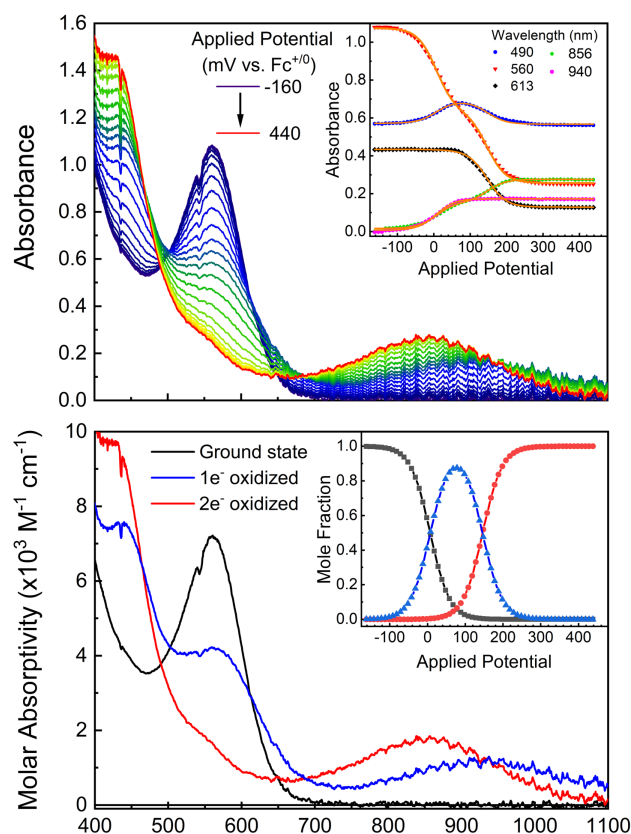 Applied Potential
(mV vs. Fc⁺/⁰)
-160
440
Absorbance
1.6
1.4
1.2
1.0
0.8
0.6
0.4
0.2
0.0
Wavelength (nm)
490
560
613
856
940
Absorbance
1.0
0.8
0.6
0.4
0.2
0.0
-100 0 100 200 300 400
Applied Potential
Molar Absorptivity (x10³ M⁻¹ cm⁻¹)
10
8
6
4
2
0
Ground state
1e⁻ oxidized
2e⁻ oxidized
Mole Fraction
1.0
0.8
0.6
0.4
0.2
0.0
-100 0 100 200 300 400
Applied Potential
400 500 600 700 800 900 1000 1100